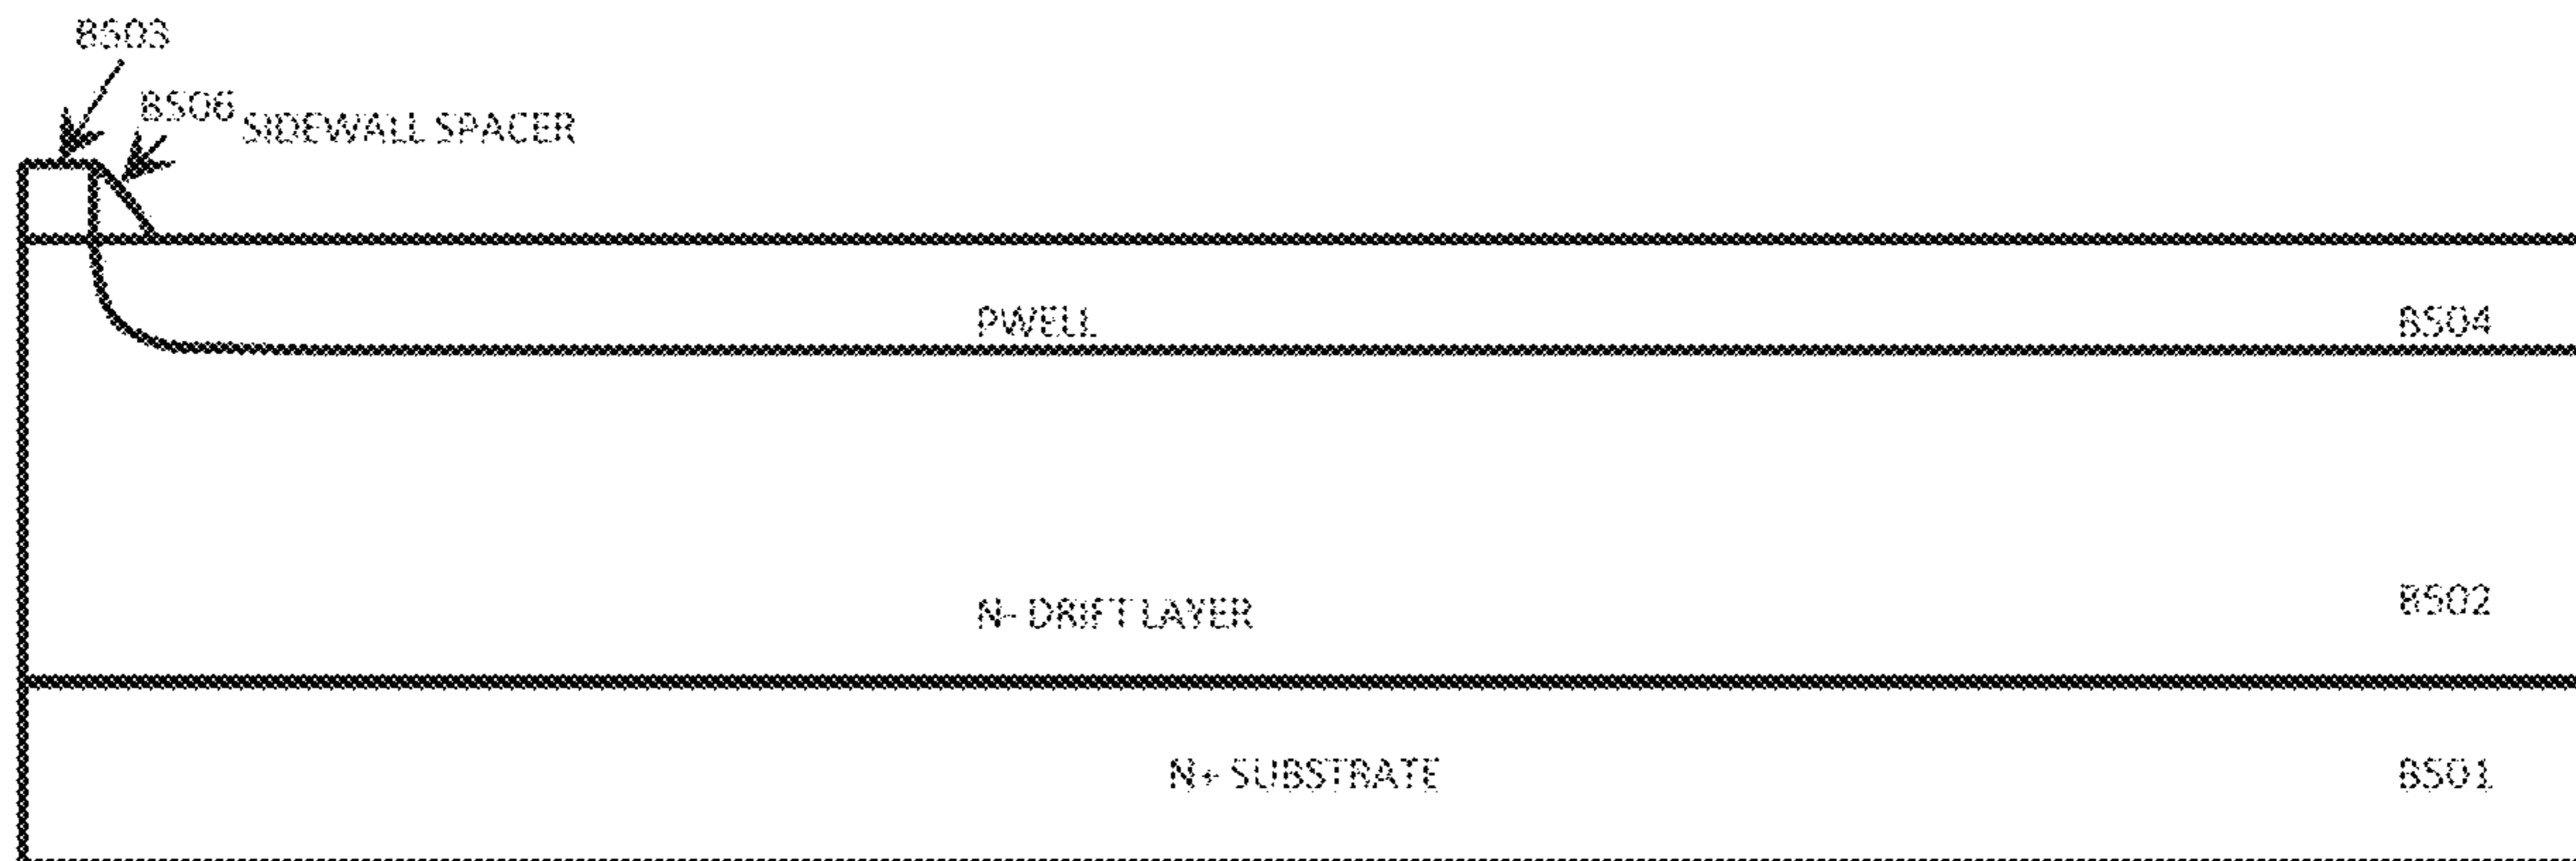 8503
8506
SIDEWALL SPACER
PWELL
8504
N- DRIFT LAYER
8502
N+ SUBSTRATE
8501